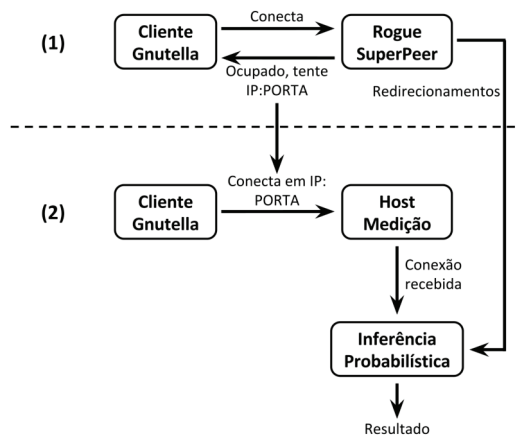 Conecta
(1)
Cliente
Gnutella
Rogue
SuperPeer
Ocupado, tente
IP:PORTA
Redirecionamentos
(2)
Cliente
Gnutella
Conecta em IP:
PORTA
Host
Medição
Conexão
recebida
Inferência
Probabilística
Resultado